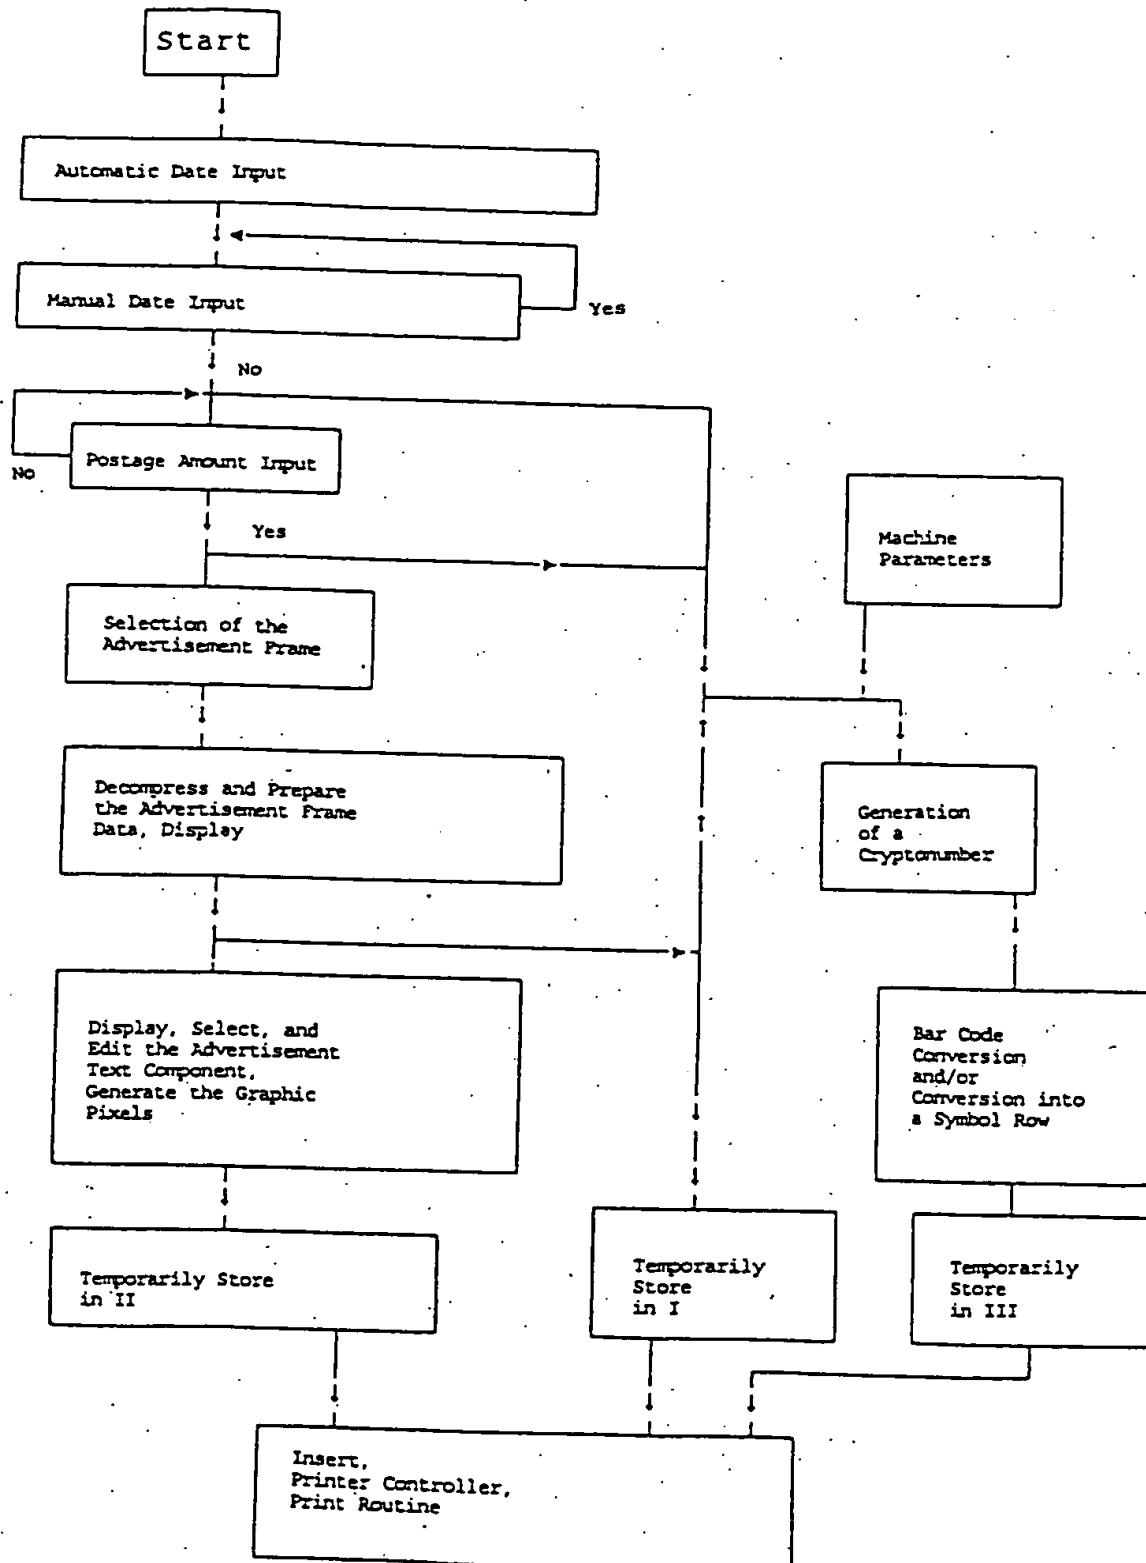 Start
Automatic Date Input
Manual Date Input
Yes
No
Postage Amount Input
No
Yes
Machine
Parameters
Selection of the
Advertisement Frame
Decompress and Prepare
the Advertisement Frame
Data, Display
Generation
of a
Cryptonumber
Display, Select, and
Edit the Advertisement
Text Component,
Generate the Graphic
Pixels
Bar Code
Conversion
and/or
Conversion into
a Symbol Row
Temporarily Store
in II
Temporarily
Store
in I
Temporarily
Store
in III
Insert,
Printer Controller,
Print Routine